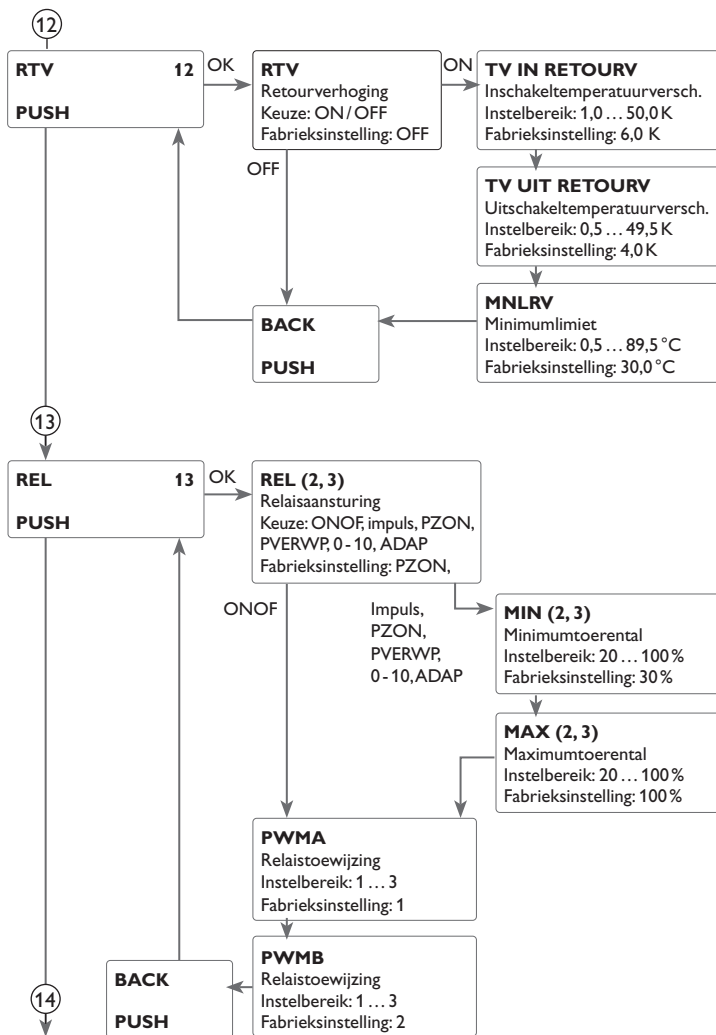 12
RTV 12
PUSH
OK
RTV
Retourverhoging
Keuze: ON / OFF
Fabrieksinstelling: OFF
ON
OFF
TV IN RETOURV
Inschakeltemperatuurversch.
Instelbereik: 1,0 … 50,0 K
Fabrieksinstelling: 6,0 K
TV UIT RETOURV
Uitschakeltemperatuurversch.
Instelbereik: 0,5 … 49,5 K
Fabrieksinstelling: 4,0 K
MNLRV
Minimumlimiet
Instelbereik: 0,5 … 89,5 °C
Fabrieksinstelling: 30,0 °C
BACK
PUSH
13
REL 13
PUSH
OK
REL (2, 3)
Relaisaansturing
Keuze: ONOF, impuls, PZON,
PVERWP, 0 - 10, ADAP
Fabrieksinstelling: PZON,
ONOF
Impuls,
PZON,
PVERWP,
0 - 10, ADAP
MIN (2, 3)
Minimumtoerental
Instelbereik: 20 … 100 %
Fabrieksinstelling: 30 %
MAX (2, 3)
Maximumtoerental
Instelbereik: 20 … 100 %
Fabrieksinstelling: 100 %
PWMA
Relaistoewijzing
Instelbereik: 1 … 3
Fabrieksinstelling: 1
PWMB
Relaistoewijzing
Instelbereik: 1 … 3
Fabrieksinstelling: 2
BACK
PUSH
14